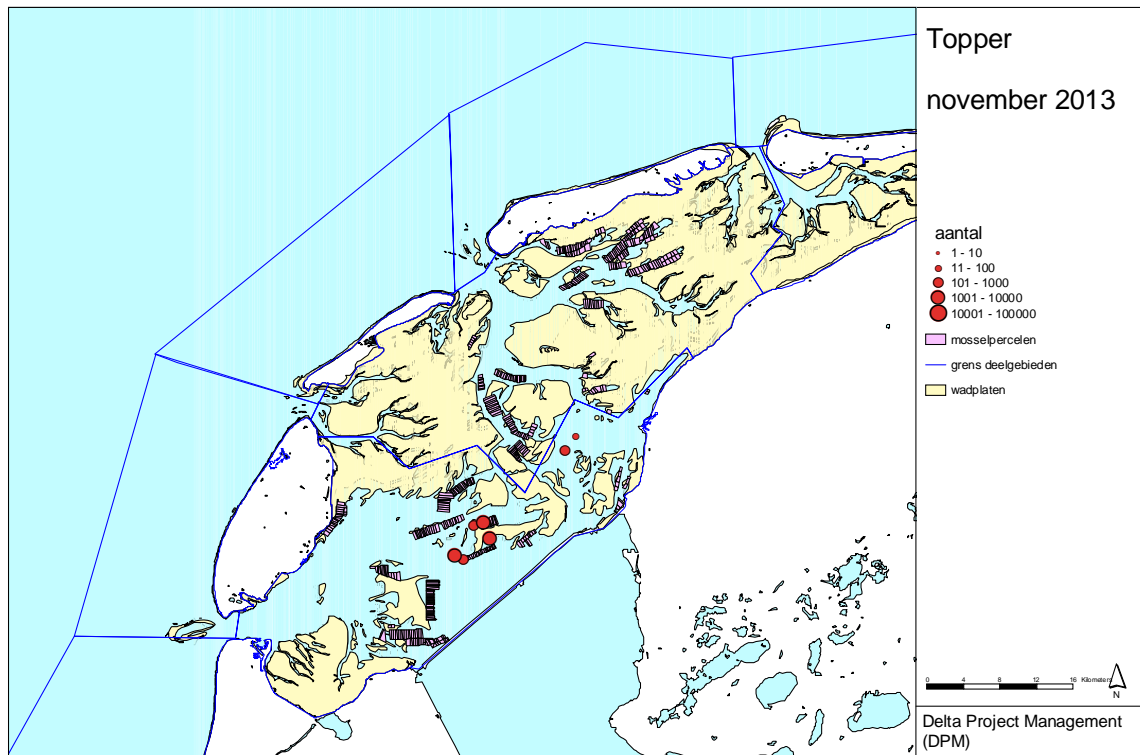 Topper
november 2013
aantal
1 - 10
11 - 100
101 - 1000
1001 - 10000
10001 - 100000
mosselpercelen
grens deelgebieden
wadplaten
0 4 8 12 16 Kilometers
N
Delta Project Management
(DPM)